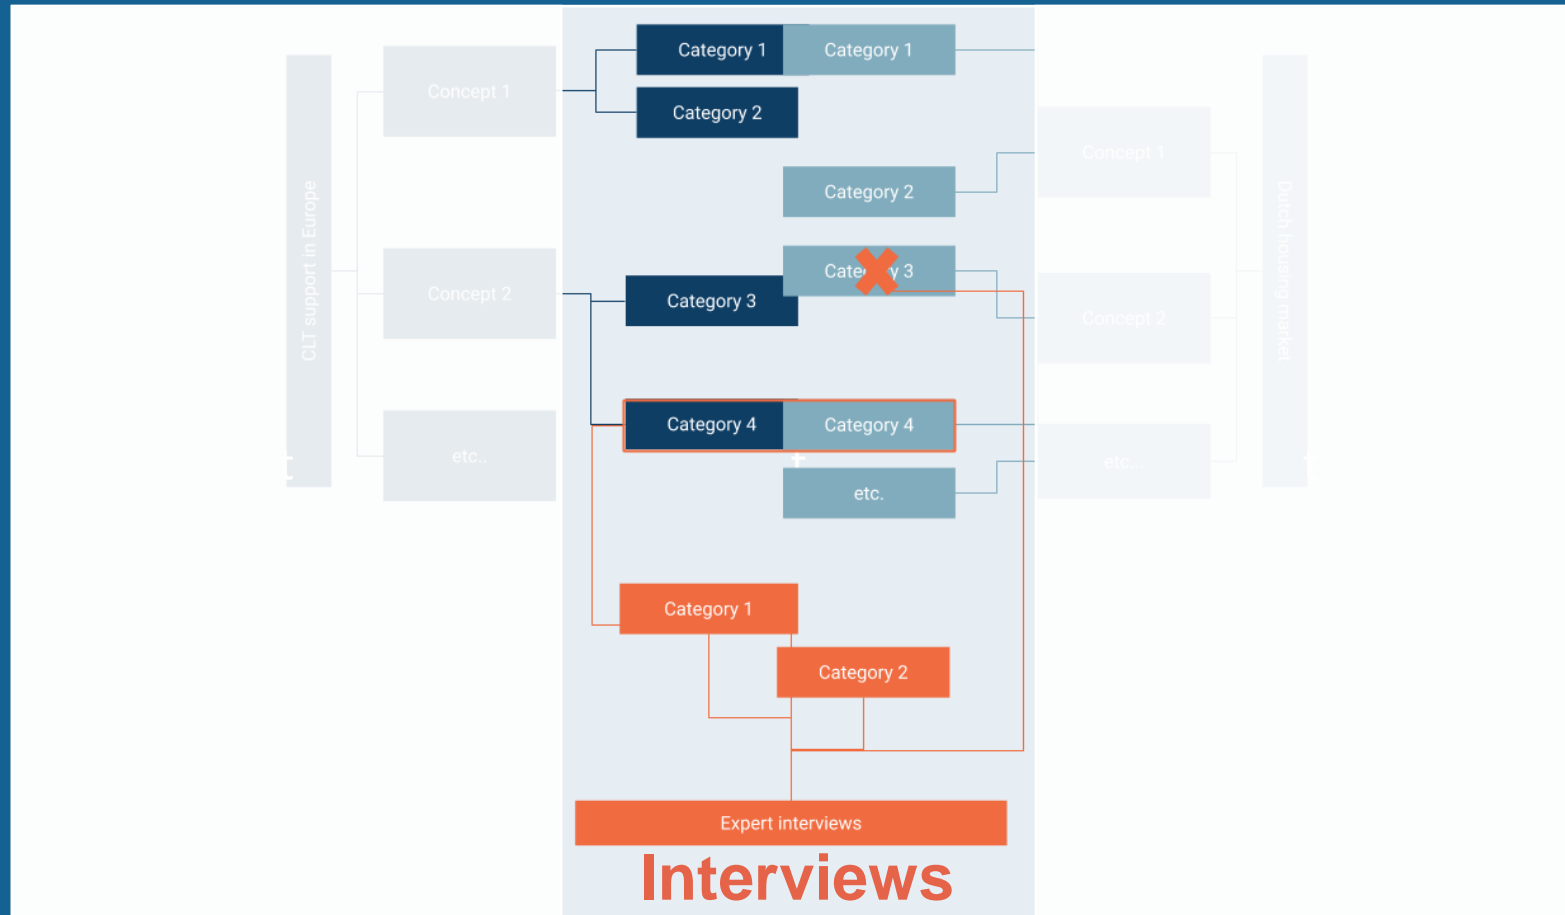 CLT support in Europe
Concept 1
Concept 2
etc..
Category 1
Category 2
Category 3
Category 4
Category 1
Category 2
Category 3
Category 4
etc.
Concept 1
Concept 2
etc...
Dutch housing market
Category 1
Category 2
Expert interviews
Interviews